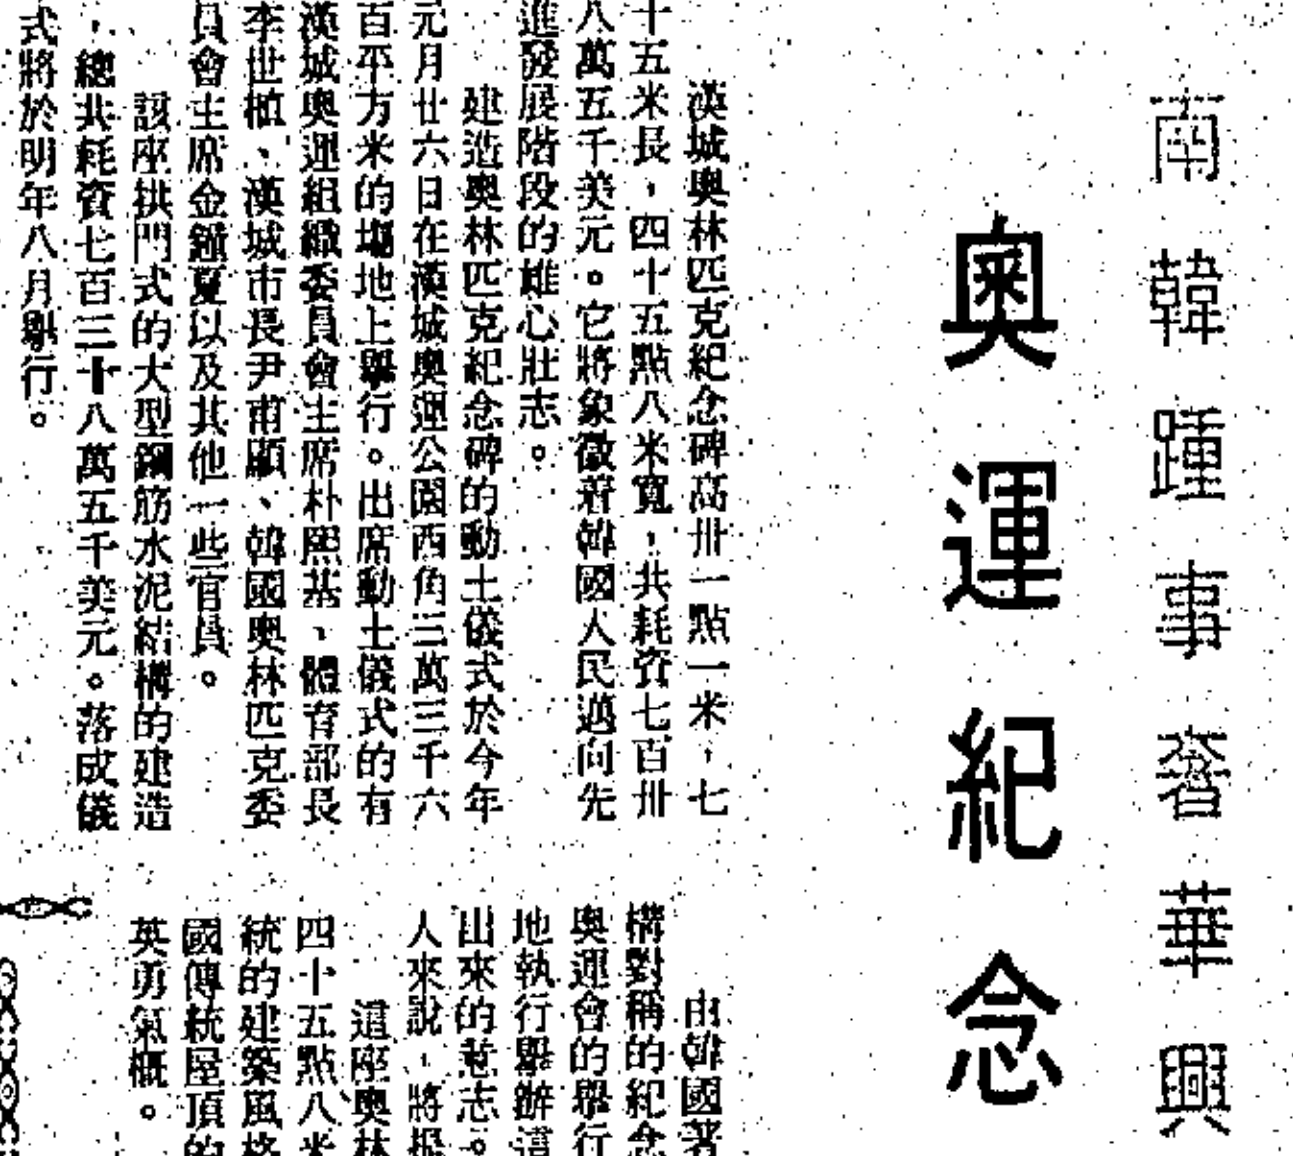 南韓踵事增華興
奧運紀念
漢城奧林匹克紀念碑高卅一點一米，七
十五米長，四十五點八米寬，共耗資七百卅
八萬五千美元。它將象徵着韓國人民邁向先
進發展階段的雄心壯志。
建造奧林匹克紀念碑的動土儀式於今年
元月廿六日在漢城奧運公園西角三萬三千六
百平方米的場地上舉行。出席動土儀式的有
漢城奧運組織委員會主席朴熙基、體育部長
李世植、漢城市長尹甫顯、韓國奧林匹克委
員會主席金鐘夏以及其他一些官員。
該座拱門式的大型鋼筋水泥結構的建造
，總共耗資七百三十八萬五千美元。落成儀
式將於明年八月舉行。
由韓國著
構對稱的紀念
奧運會的舉行
地執行舉辦這
出來的意志。
人來說，將报
這座奧林
四十五點八米
統的建築風格
國傳統屋頂的
英勇氣概。